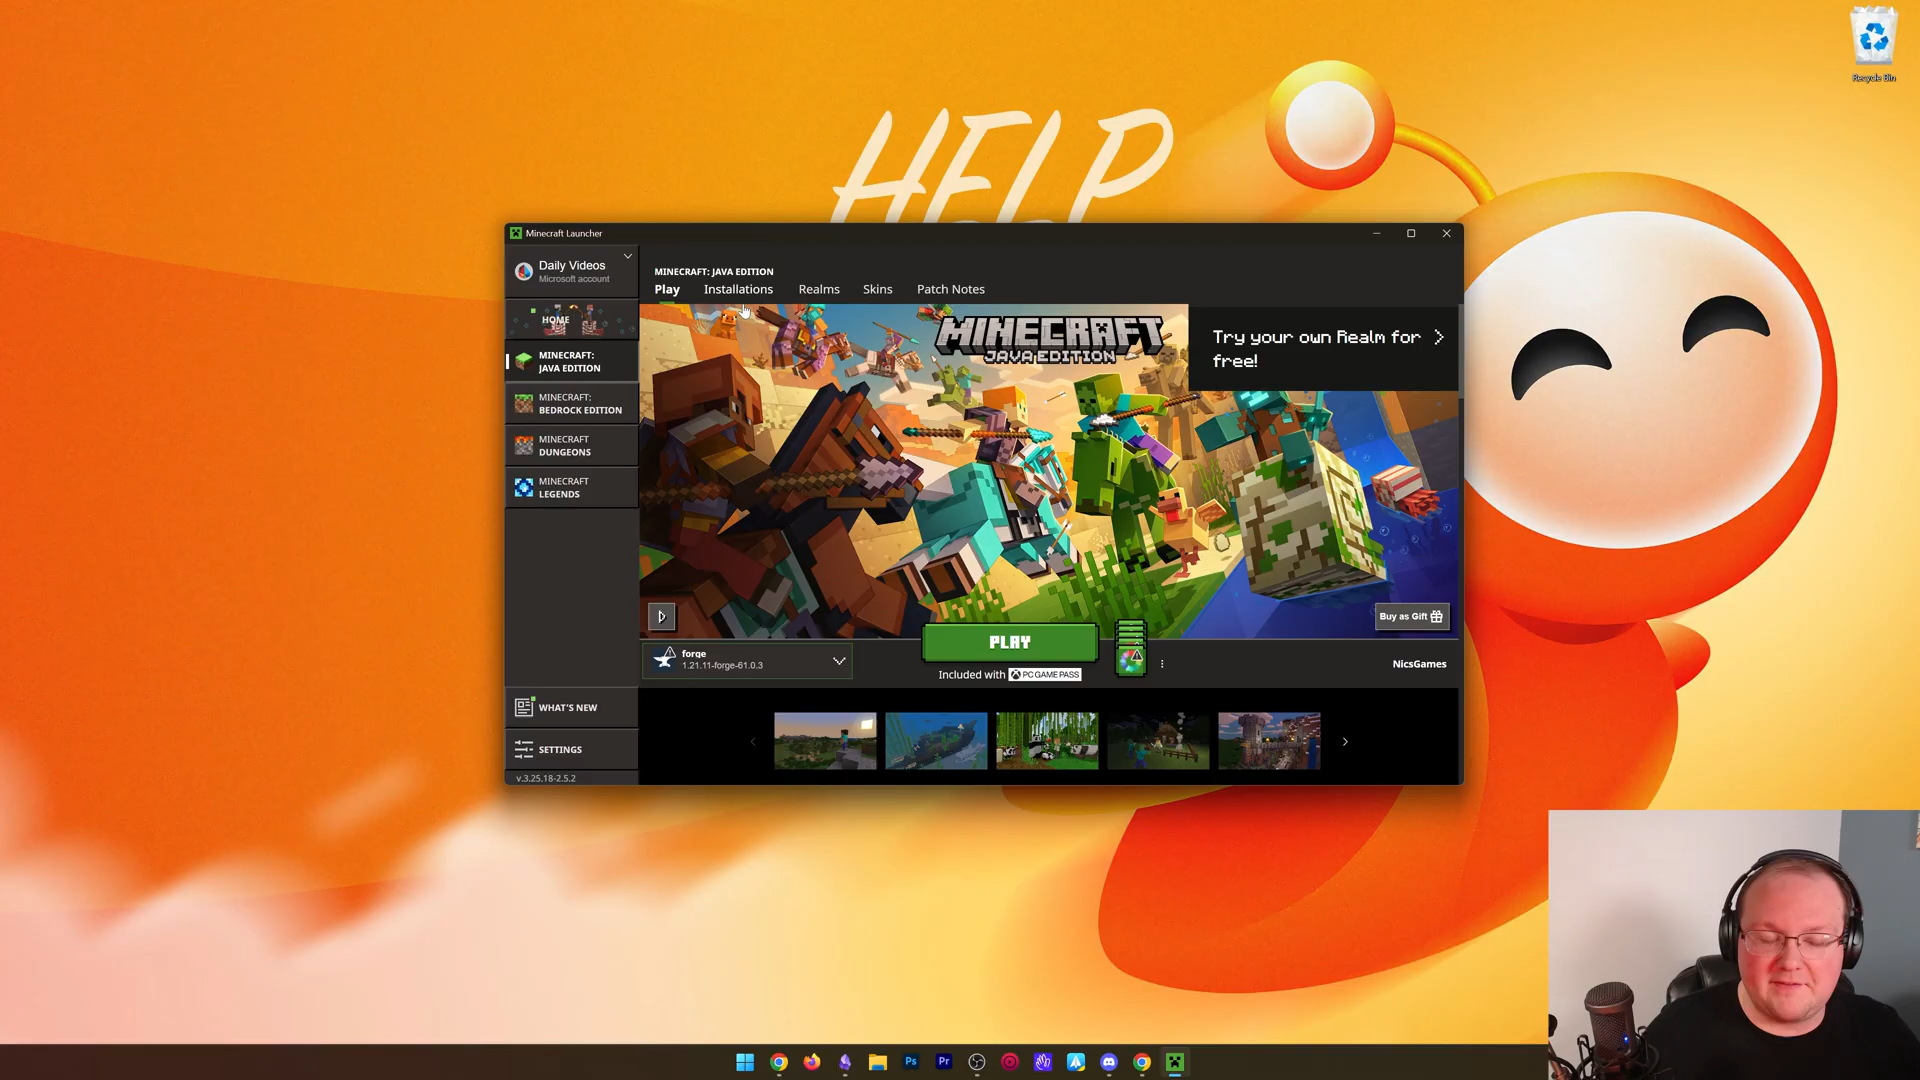 Recycle Bin
HELP
Minecraft Launcher
Daily Videos
Microsoft account
MINECRAFT: JAVA EDITION
Play Installations Realms Skins Patch Notes
HOME
MINECRAFT:
JAVA EDITION
MINECRAFT:
BEDROCK EDITION
MINECRAFT
DUNGEONS
MINECRAFT
LEGENDS
MINECRAFT
JAVA EDITION
Try your own Realm for
free!
Buy as Gift
forge
1.21.11-forge-61.0.3
PLAY
Included with PC GAME PASS
NicsGames
WHAT'S NEW
SETTINGS
v.3.25.18-2.5.2
Ps
Pr